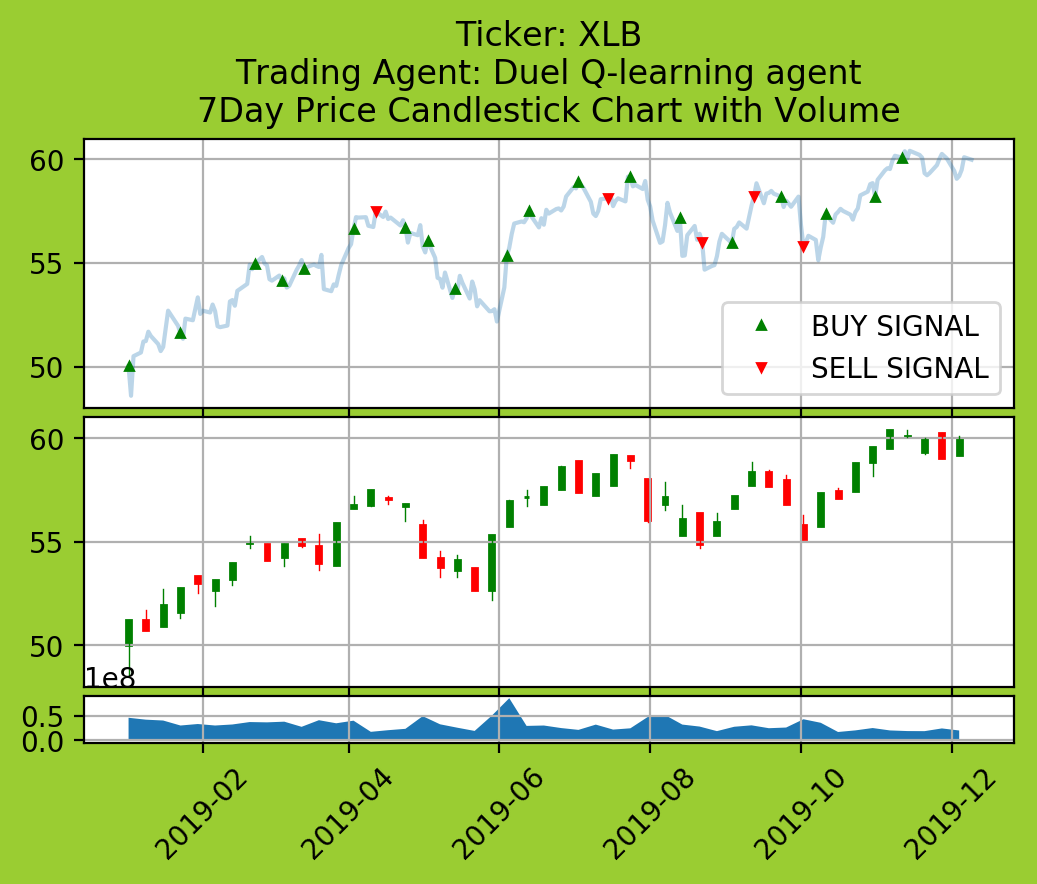 Ticker: XLB
Trading Agent: Duel Q-learning agent
7Day Price Candlestick Chart with Volume
60
55
50
BUY SIGNAL
SELL SIGNAL
60
55
50
1e8
0.5
0.0
2019-02
2019-04
2019-06
2019-08
2019-10
2019-12